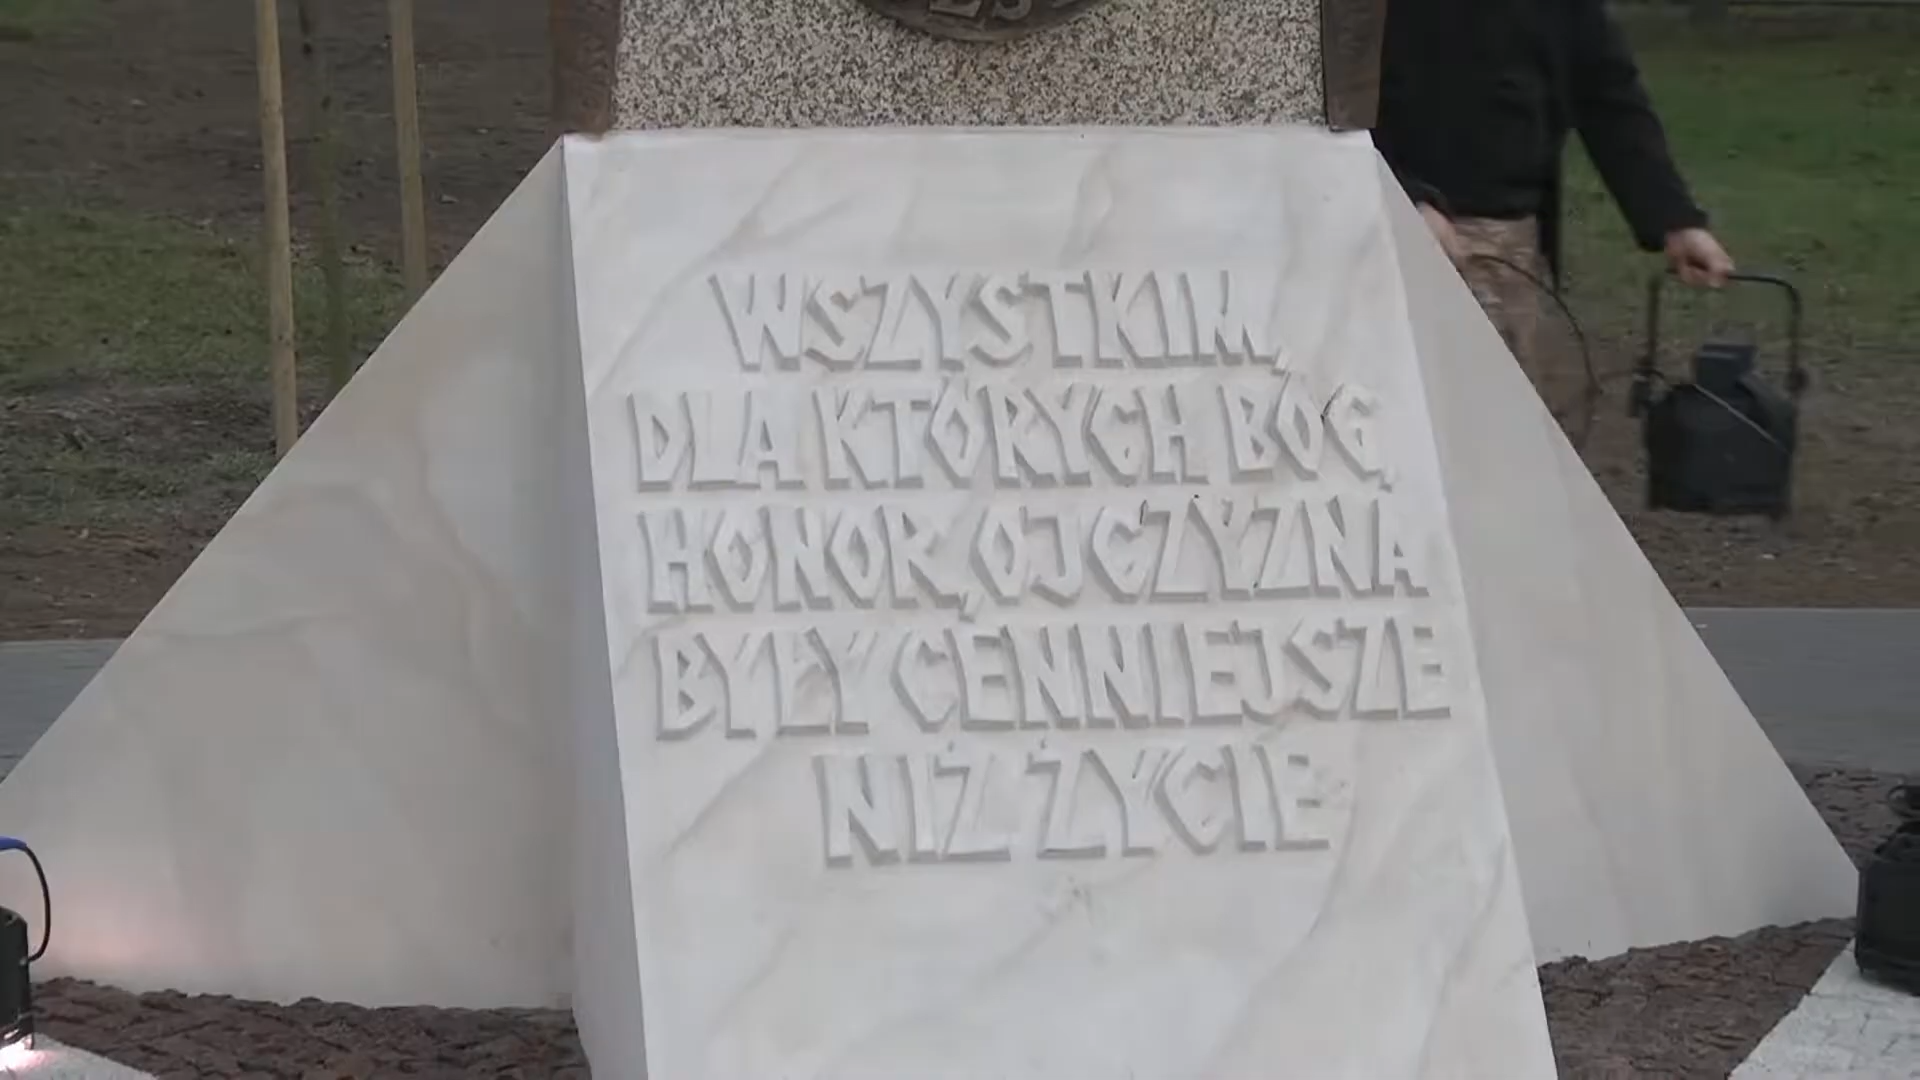 WSZYSTKIM,
DLA KTÓRYCH BÓG,
HONOR, OJCZYZNA
BYŁY CENNIEJSZE
NIŻ ŻYCIE